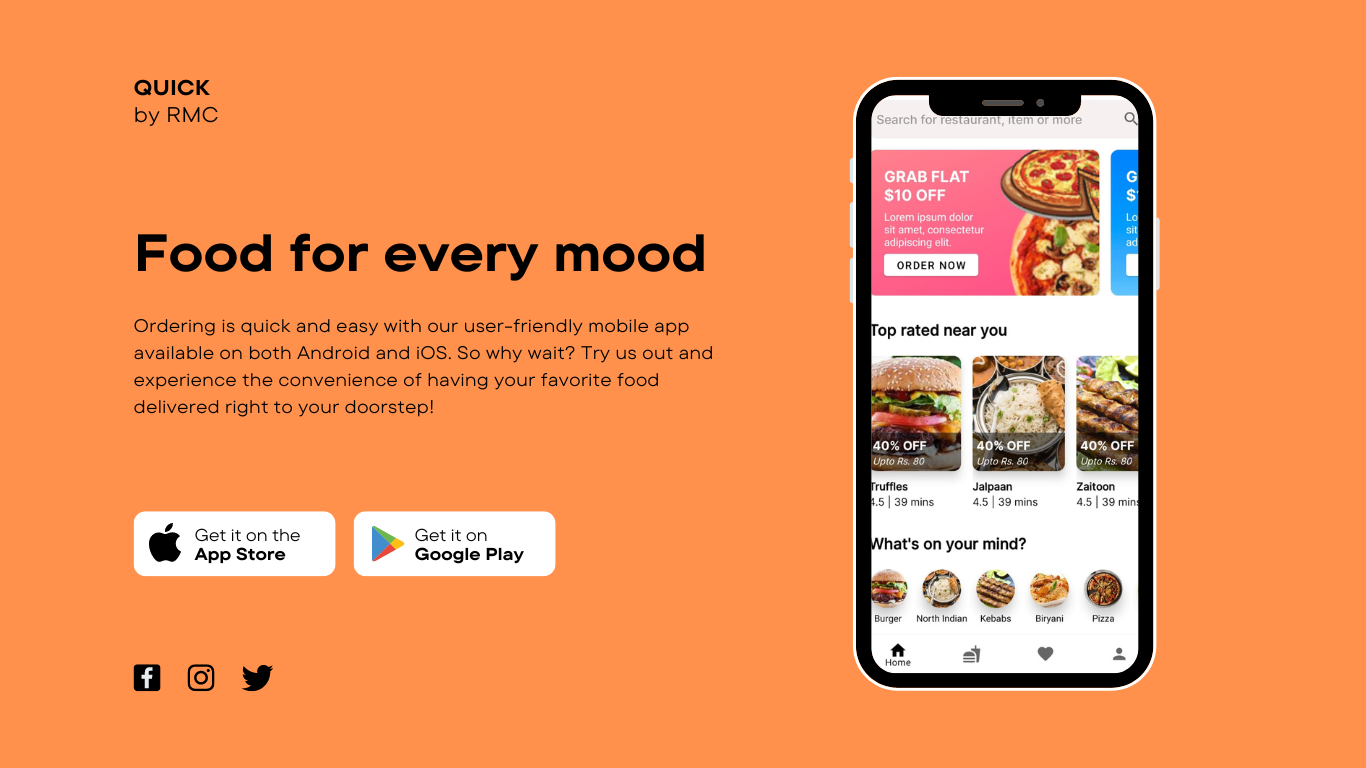 QUICK
by RMC
Food for every mood
Ordering is quick and easy with our user-friendly mobile app
available on both Android and iOS. So why wait? Try us out and
experience the convenience of having your favorite food
delivered right to your doorstep!
Get it on the
App Store
Get it on
Google Play
Search for restaurant, item or more
GRAB FLAT
$10 OFF
Lorem ipsum dolor
sit amet, consectetur
adipiscing elit.
ORDER NOW
G
$
Lo
sit
ad
Top rated near you
40% OFF
Upto Rs. 80
Truffles
4.5 | 39 mins
40% OFF
Upto Rs. 80
Jalpaan
4.5 | 39 mins
40% OFF
Upto Rs. 80
Zaitoon
4.5 | 39 mins
What's on your mind?
Burger
North Indian
Kebabs
Biryani
Pizza
Home